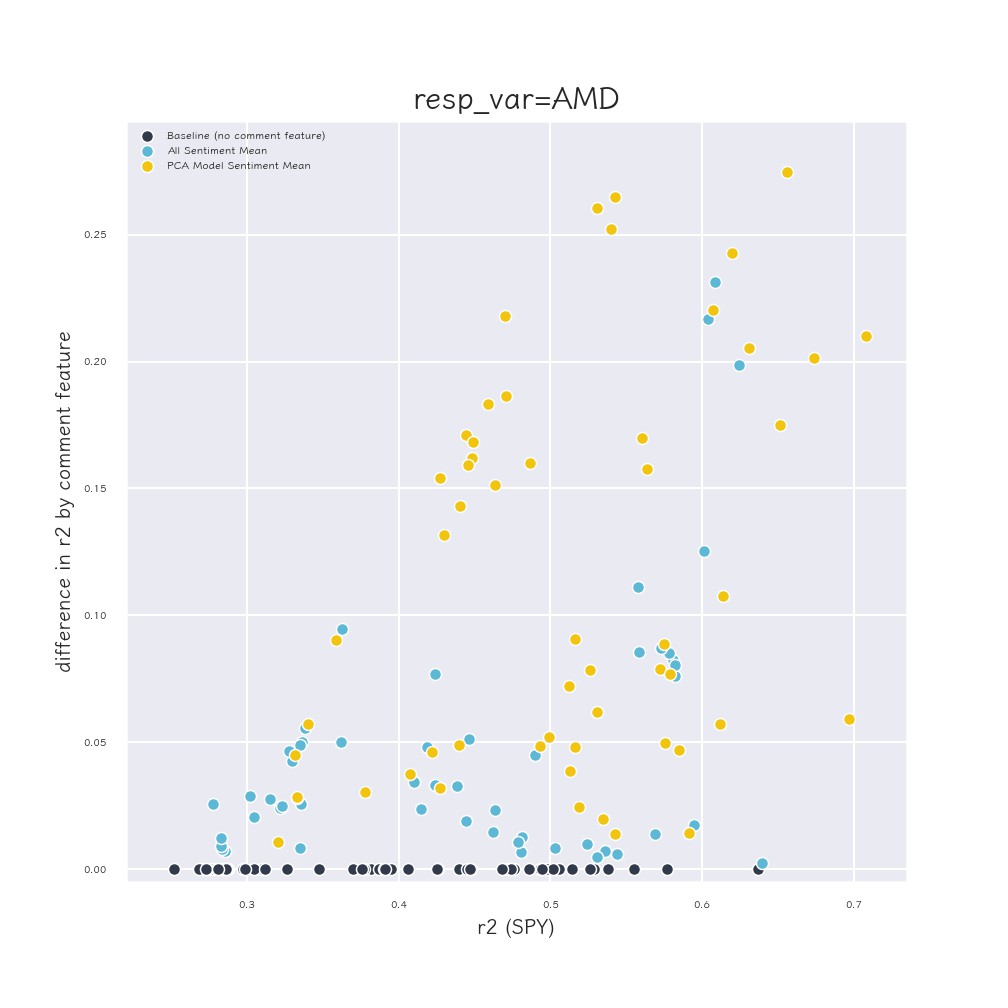 resp_var=AMD
Baseline (no comment feature)
All Sentiment Mean
PCA Model Sentiment Mean
difference in r2 by comment feature
0.25
0.20
0.15
0.10
0.05
0.00
0.3 0.4 0.5 0.6 0.7
r2 (SPY)